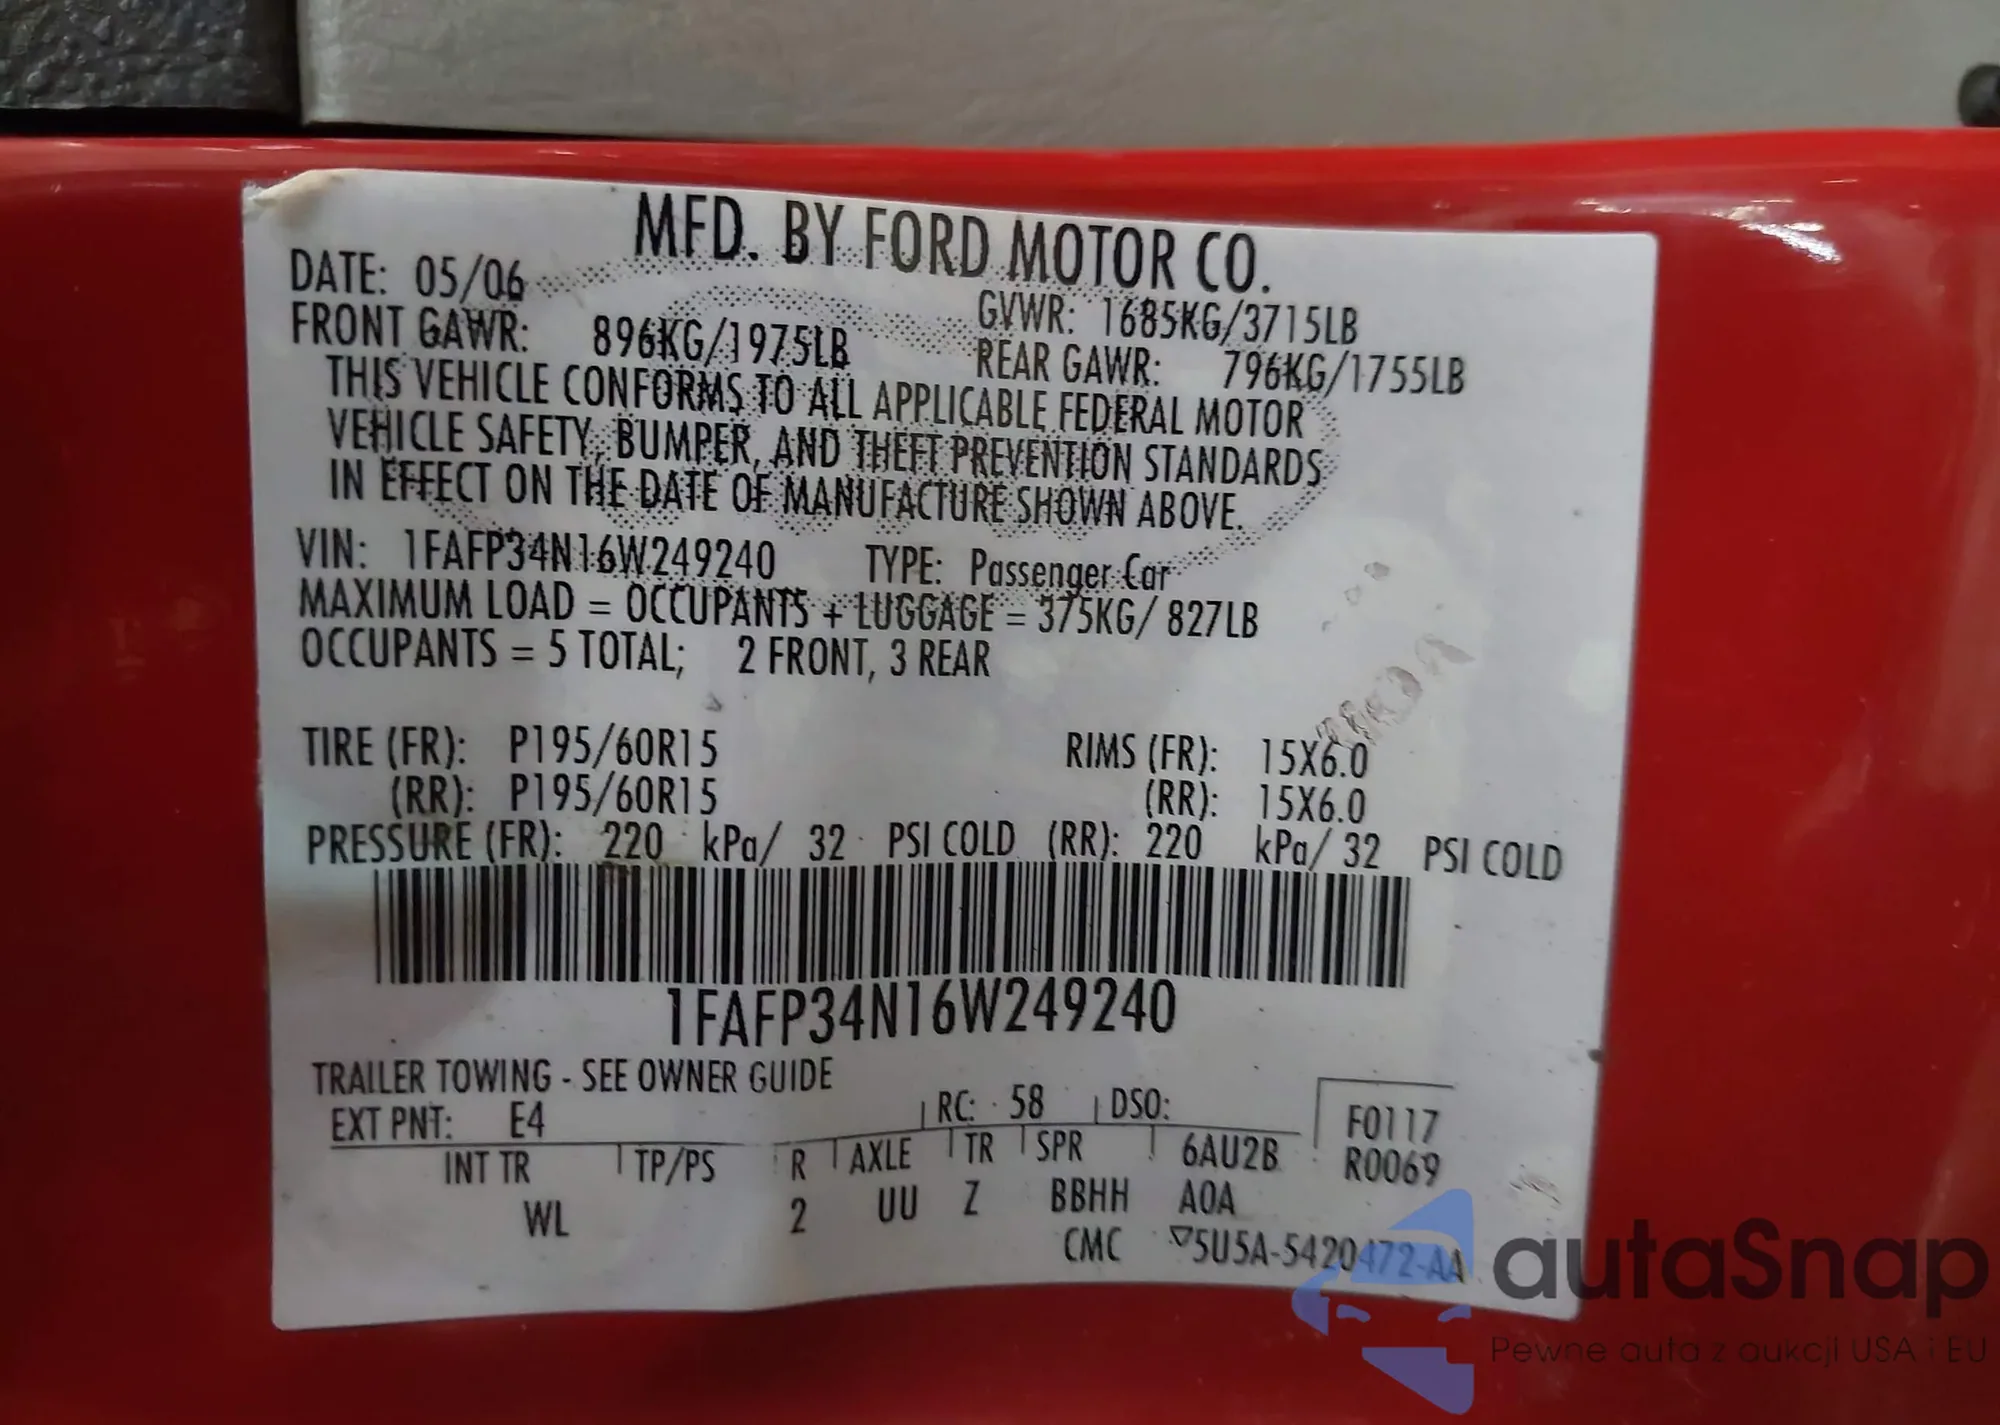 MFD. BY FORD MOTOR CO.
DATE: 05/06
GVWR: 1685KG/3715LB
FRONT GAWR: 896KG/1975LB
REAR GAWR: 796KG/1755LB
THIS VEHICLE CONFORMS TO ALL APPLICABLE FEDERAL MOTOR
VEHICLE SAFETY, BUMPER, AND THEFT PREVENTION STANDARDS
IN EFFECT ON THE DATE OF MANUFACTURE SHOWN ABOVE.
VIN: 1FAFP34N16W249240 TYPE: Passenger Car
MAXIMUM LOAD = OCCUPANTS + LUGGAGE = 375KG/ 827LB
OCCUPANTS = 5 TOTAL; 2 FRONT, 3 REAR
TIRE (FR): P195/60R15 RIMS (FR): 15X6.0
(RR): P195/60R15 (RR): 15X6.0
PRESSURE (FR): 220 kPa/ 32 PSI COLD (RR): 220 kPa/ 32 PSI COLD
1FAFP34N16W249240
TRAILER TOWING - SEE OWNER GUIDE
EXT PNT: E4 RC: 58 DSO: F0117
INT TR TP/PS R AXLE TR SPR 6AU2B R0069
WL 2 UU Z BBHH A0A
CMC 5U5A-5420472-AA
autaSnap
Pewne auta z aukcji USA i EU